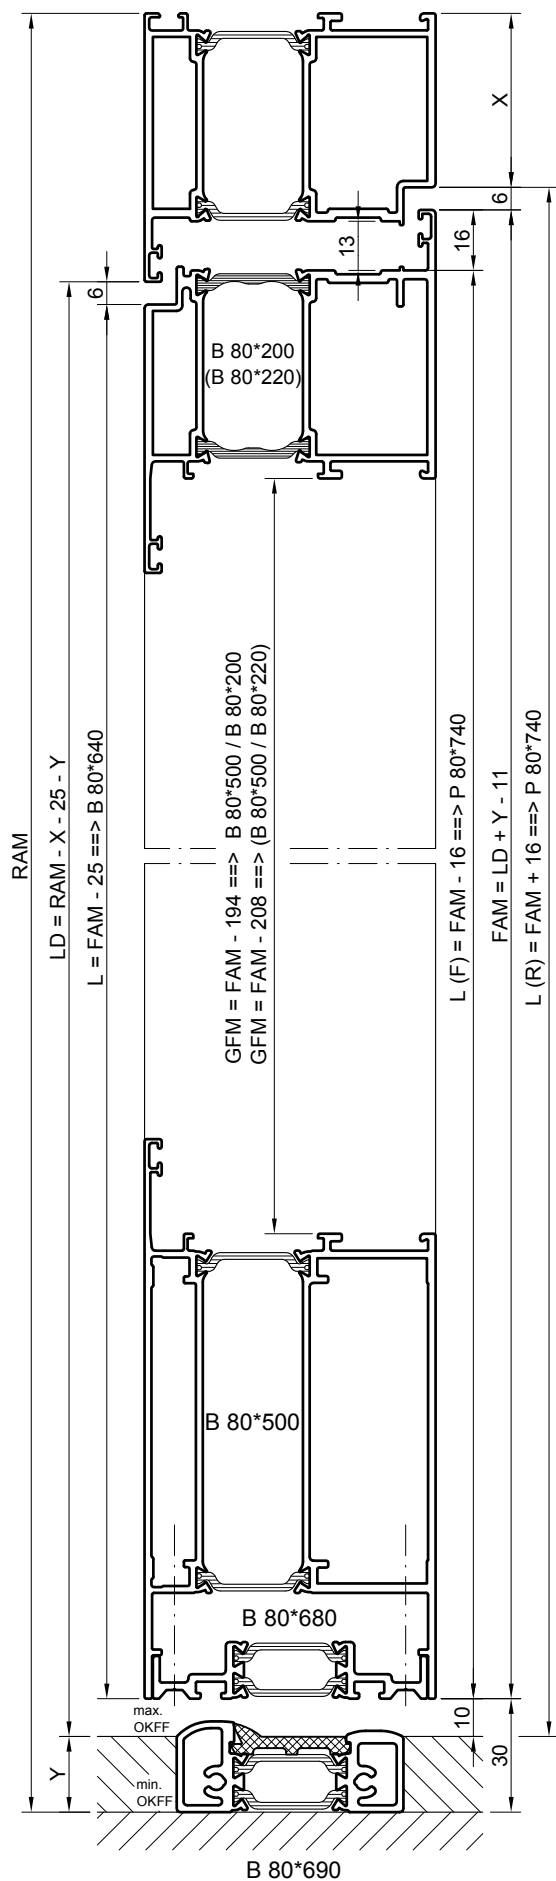 X
6
16
13
6
B 80*200
(B 80*220)
RAM
LD = RAM - X - 25 - Y
L = FAM - 25 ==> B 80*640
GFM = FAM - 194 ==> B 80*500 / B 80*200
GFM = FAM - 208 ==> (B 80*500 / B 80*220)
L (F) = FAM - 16 ==> P 80*740
FAM = LD + Y - 11
L (R) = FAM + 16 ==> P 80*740
B 80*500
B 80*680
max.
OKFF
10
30
Y
min.
OKFF
B 80*690